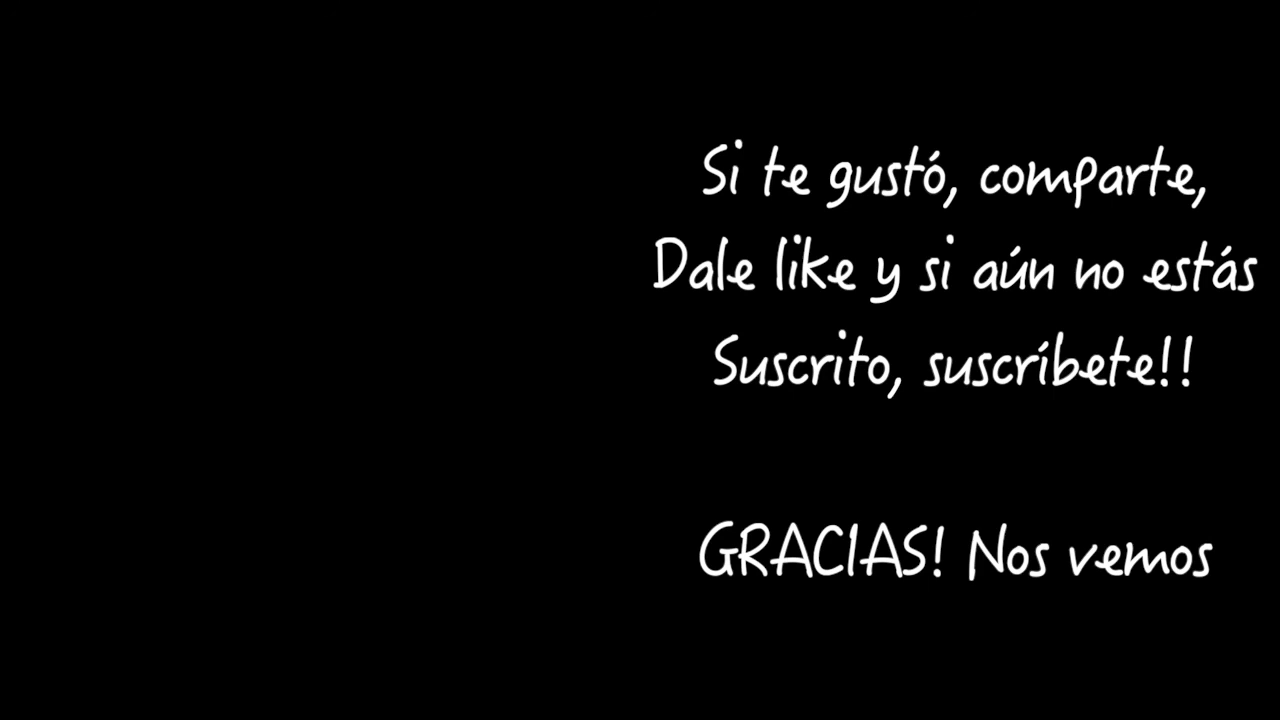 Si te gustó, comparte,
Dale like y si aún no estás
Suscrito, suscríbete!!
GRACIAS! Nos vemos